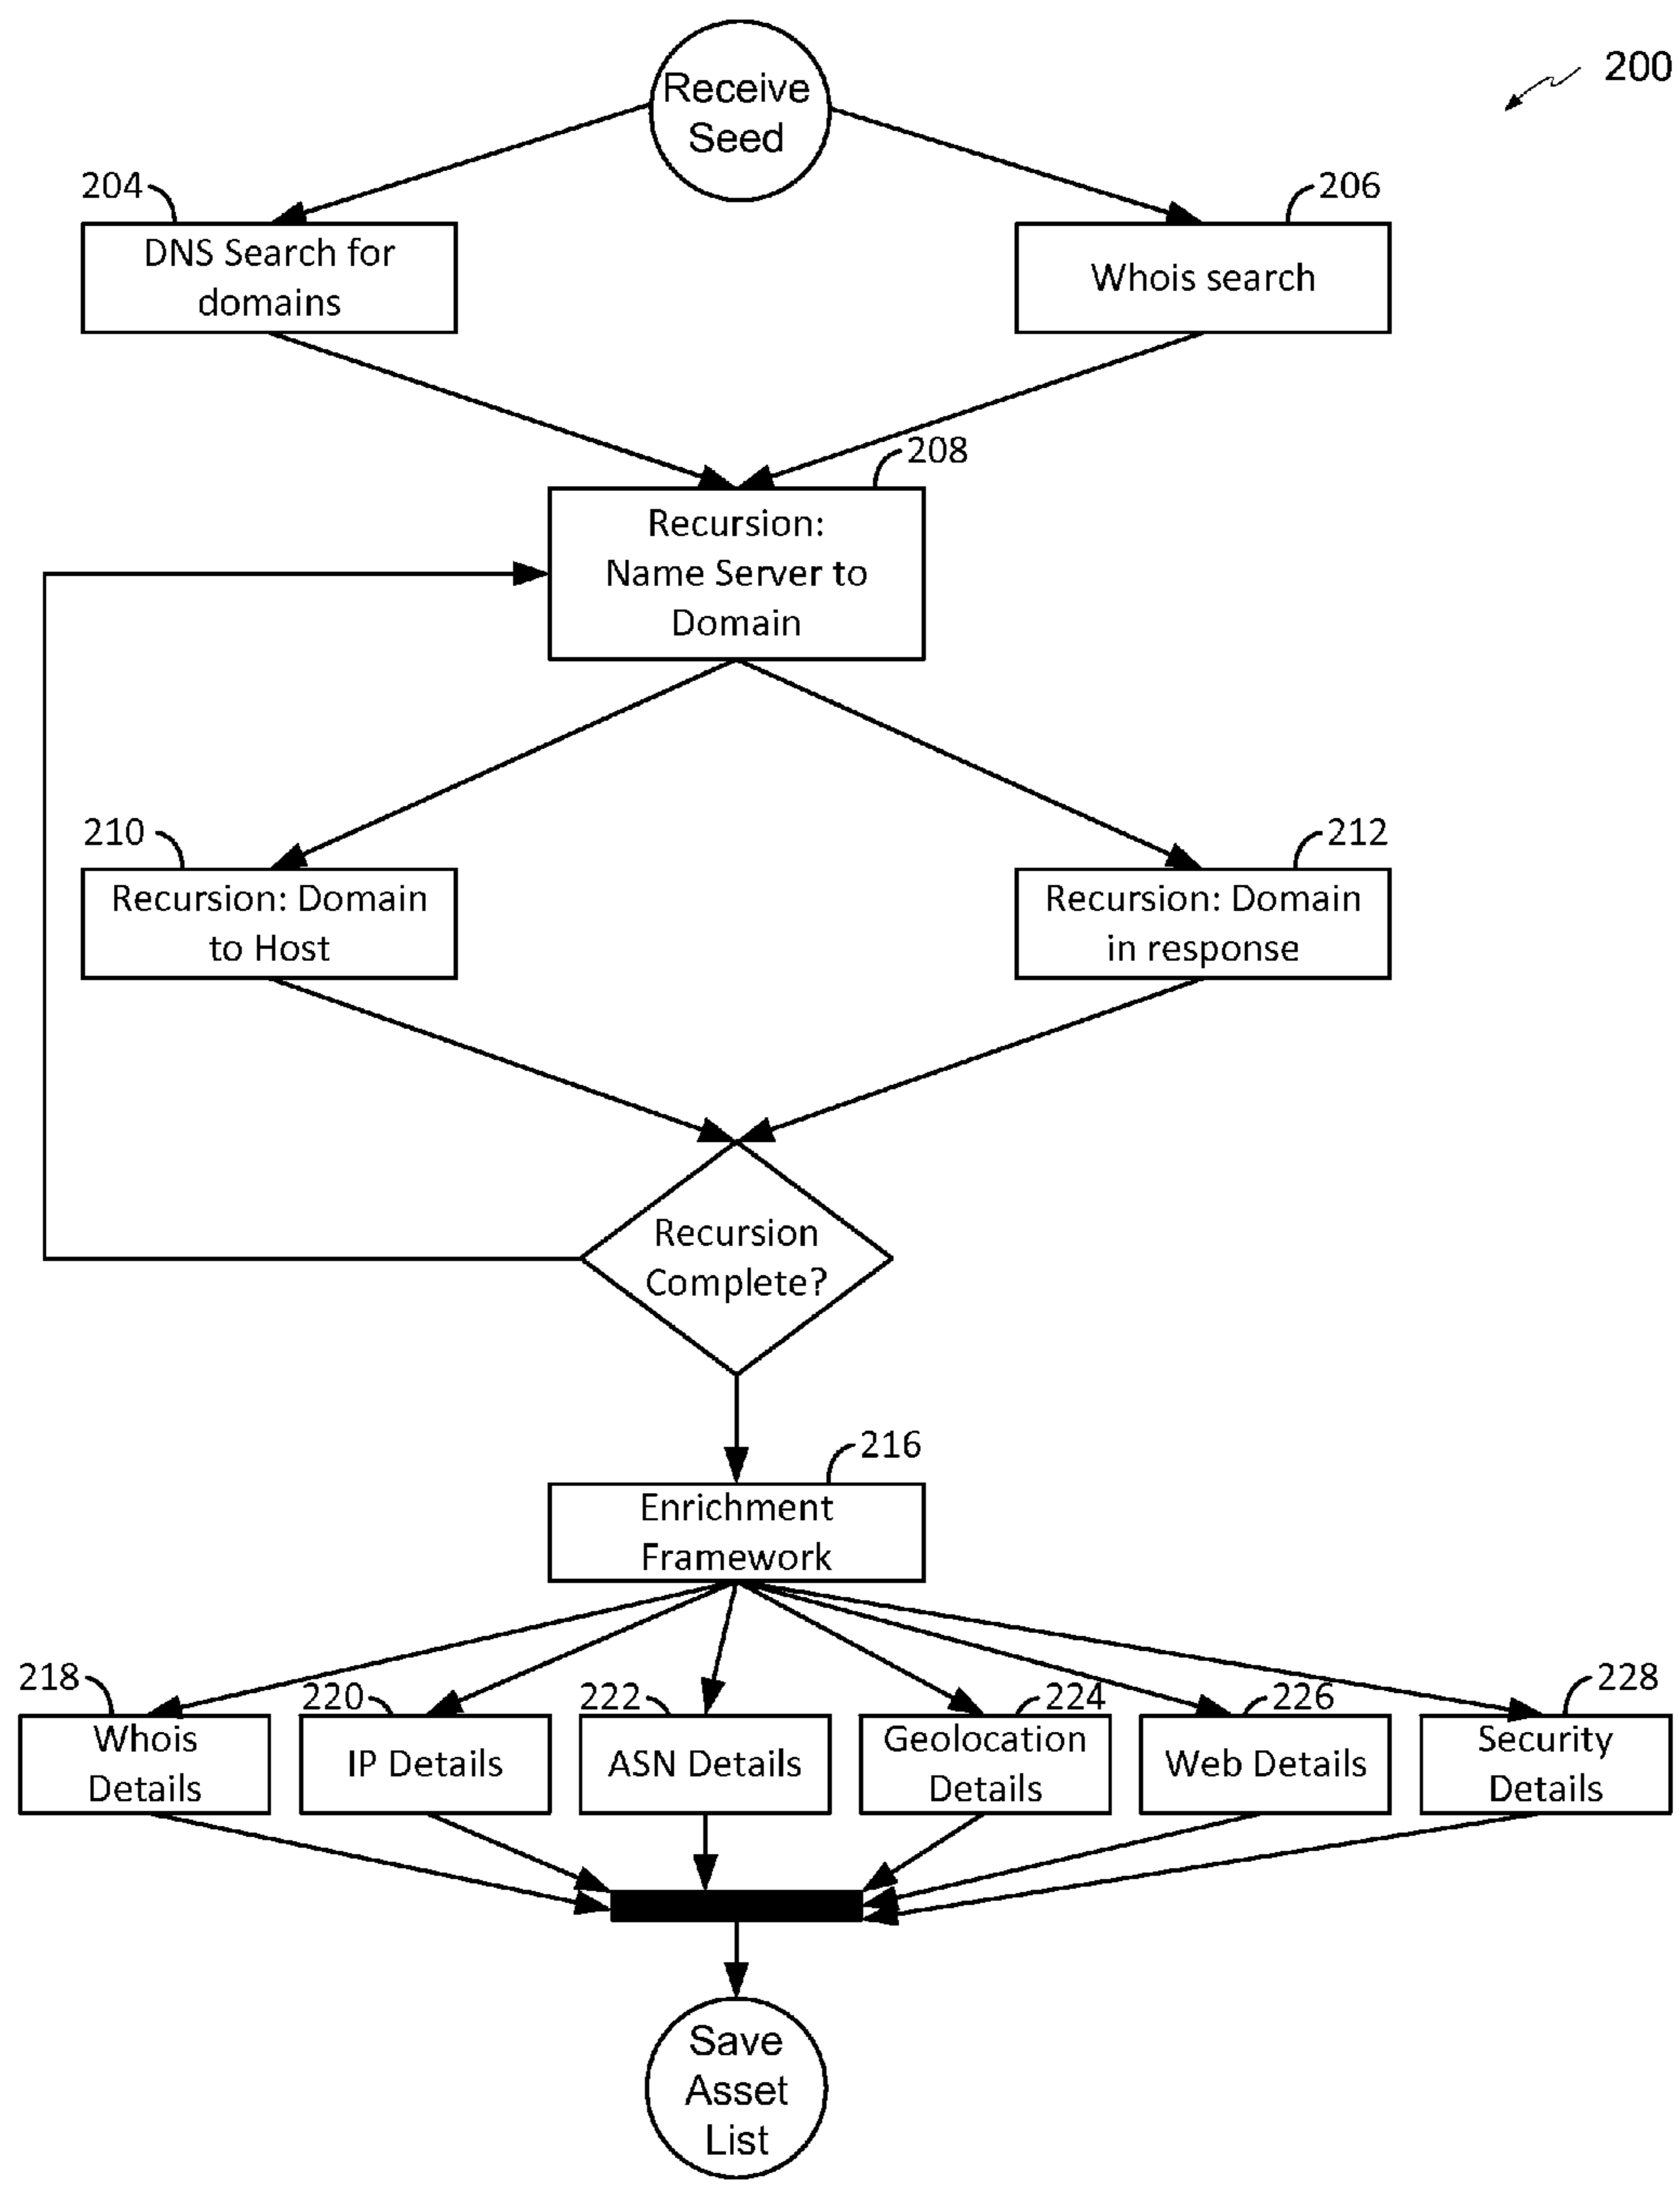 200
Receive
Seed
204
DNS Search for
domains
206
Whois search
208
Recursion:
Name Server to
Domain
210
Recursion: Domain
to Host
212
Recursion: Domain
in response
Recursion
Complete?
216
Enrichment
Framework
218
Whois
Details
220
IP Details
222
ASN Details
224
Geolocation
Details
226
Web Details
228
Security
Details
Save
Asset
List